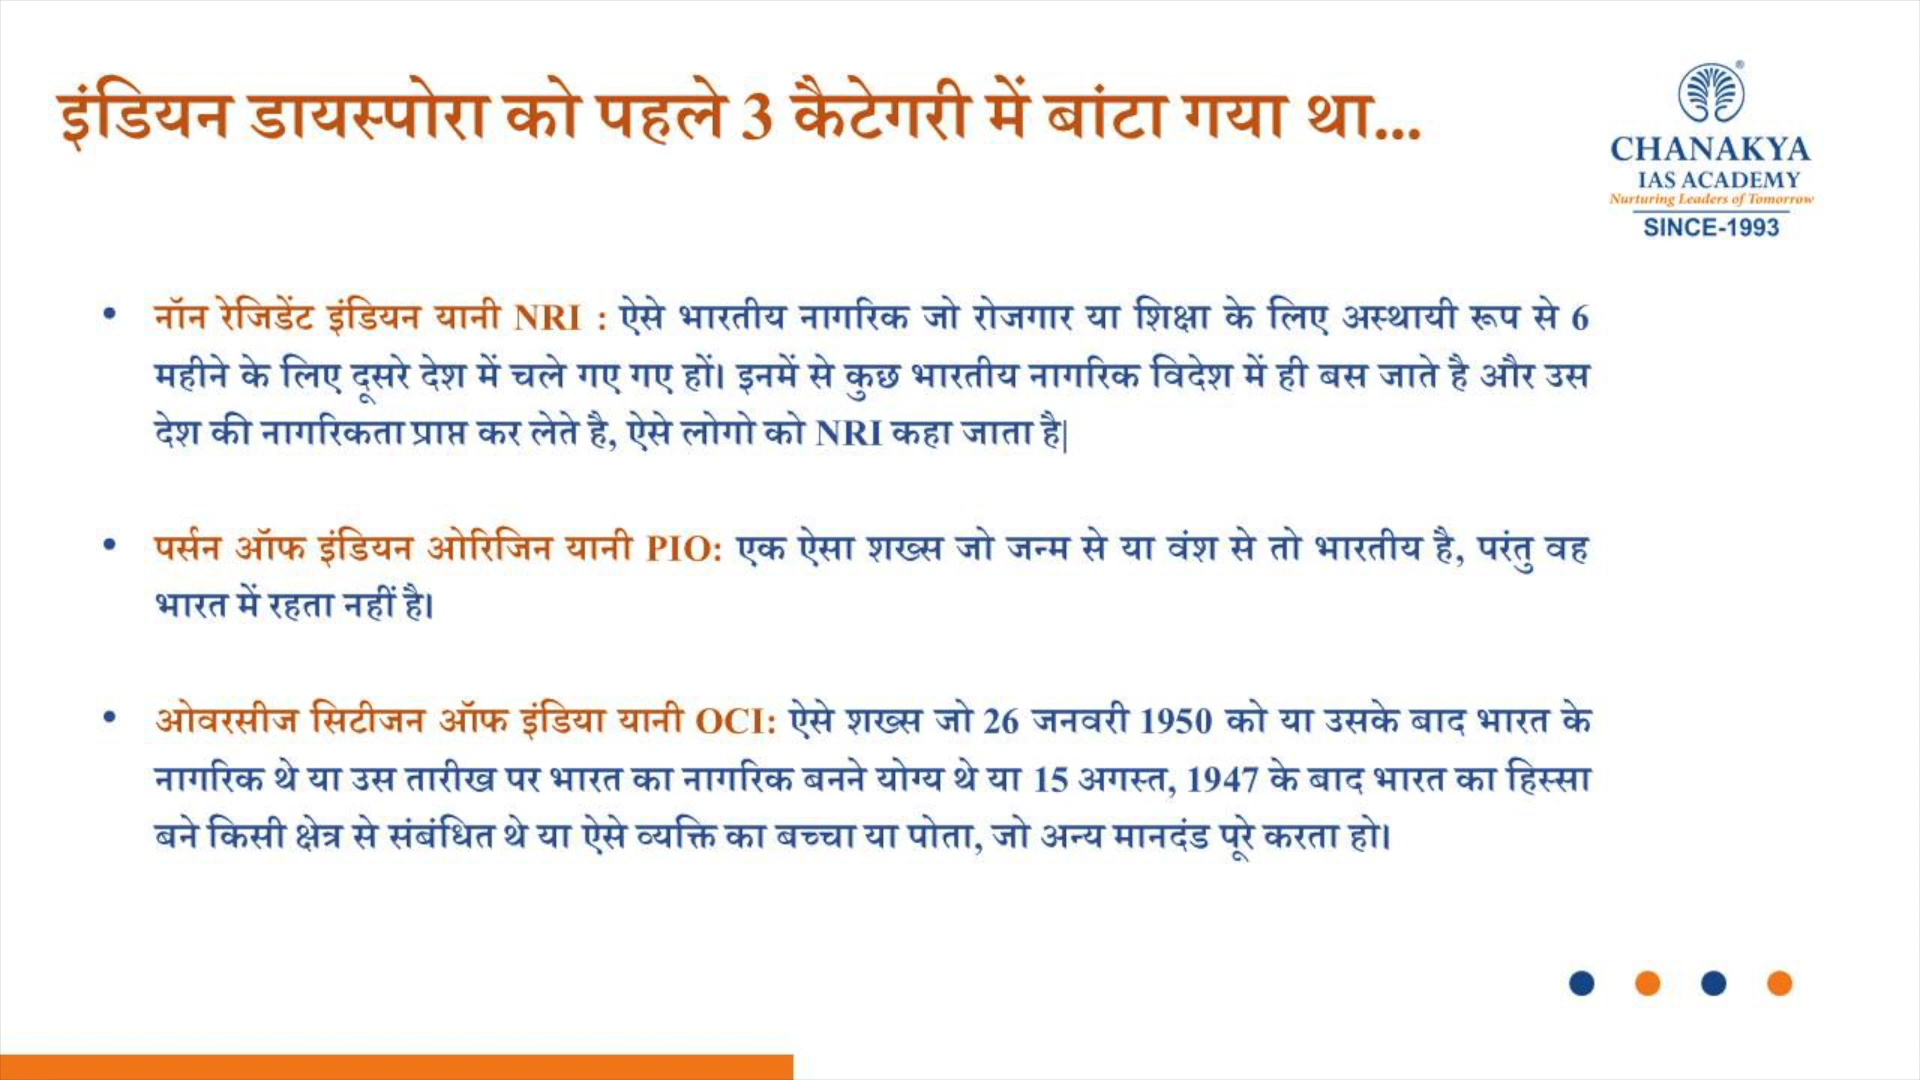 इंडियन डायस्पोरा को पहले 3 कैटेगरी में बांटा गया था...
®
CHANAKYA
IAS ACADEMY
Nurturing Leaders of Tomorrow
SINCE-1993
• नॉन रेजिडेंट इंडियन यानी NRI : ऐसे भारतीय नागरिक जो रोजगार या शिक्षा के लिए अस्थायी रूप से 6
महीने के लिए दूसरे देश में चले गए गए हों। इनमें से कुछ भारतीय नागरिक विदेश में ही बस जाते है और उस
देश की नागरिकता प्राप्त कर लेते है, ऐसे लोगो को NRI कहा जाता है|
• पर्सन ऑफ इंडियन ओरिजिन यानी PIO: एक ऐसा शख्स जो जन्म से या वंश से तो भारतीय है, परंतु वह
भारत में रहता नहीं है।
• ओवरसीज सिटीजन ऑफ इंडिया यानी OCI: ऐसे शख्स जो 26 जनवरी 1950 को या उसके बाद भारत के
नागरिक थे या उस तारीख पर भारत का नागरिक बनने योग्य थे या 15 अगस्त, 1947 के बाद भारत का हिस्सा
बने किसी क्षेत्र से संबंधित थे या ऐसे व्यक्ति का बच्चा या पोता, जो अन्य मानदंड पूरे करता हो।